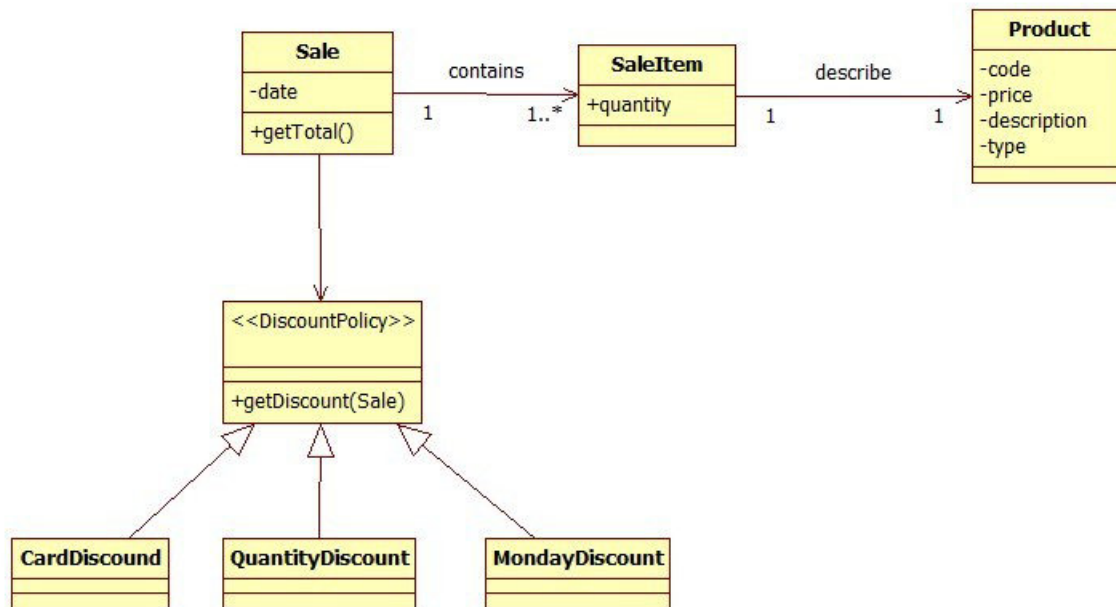 Sale
-date
+getTotal()
contains
1
1..*
SaleItem
+quantity
describe
1
1
Product
-code
-price
-description
-type
<<DiscountPolicy>>
+getDiscount(Sale)
CardDiscound
QuantityDiscount
MondayDiscount